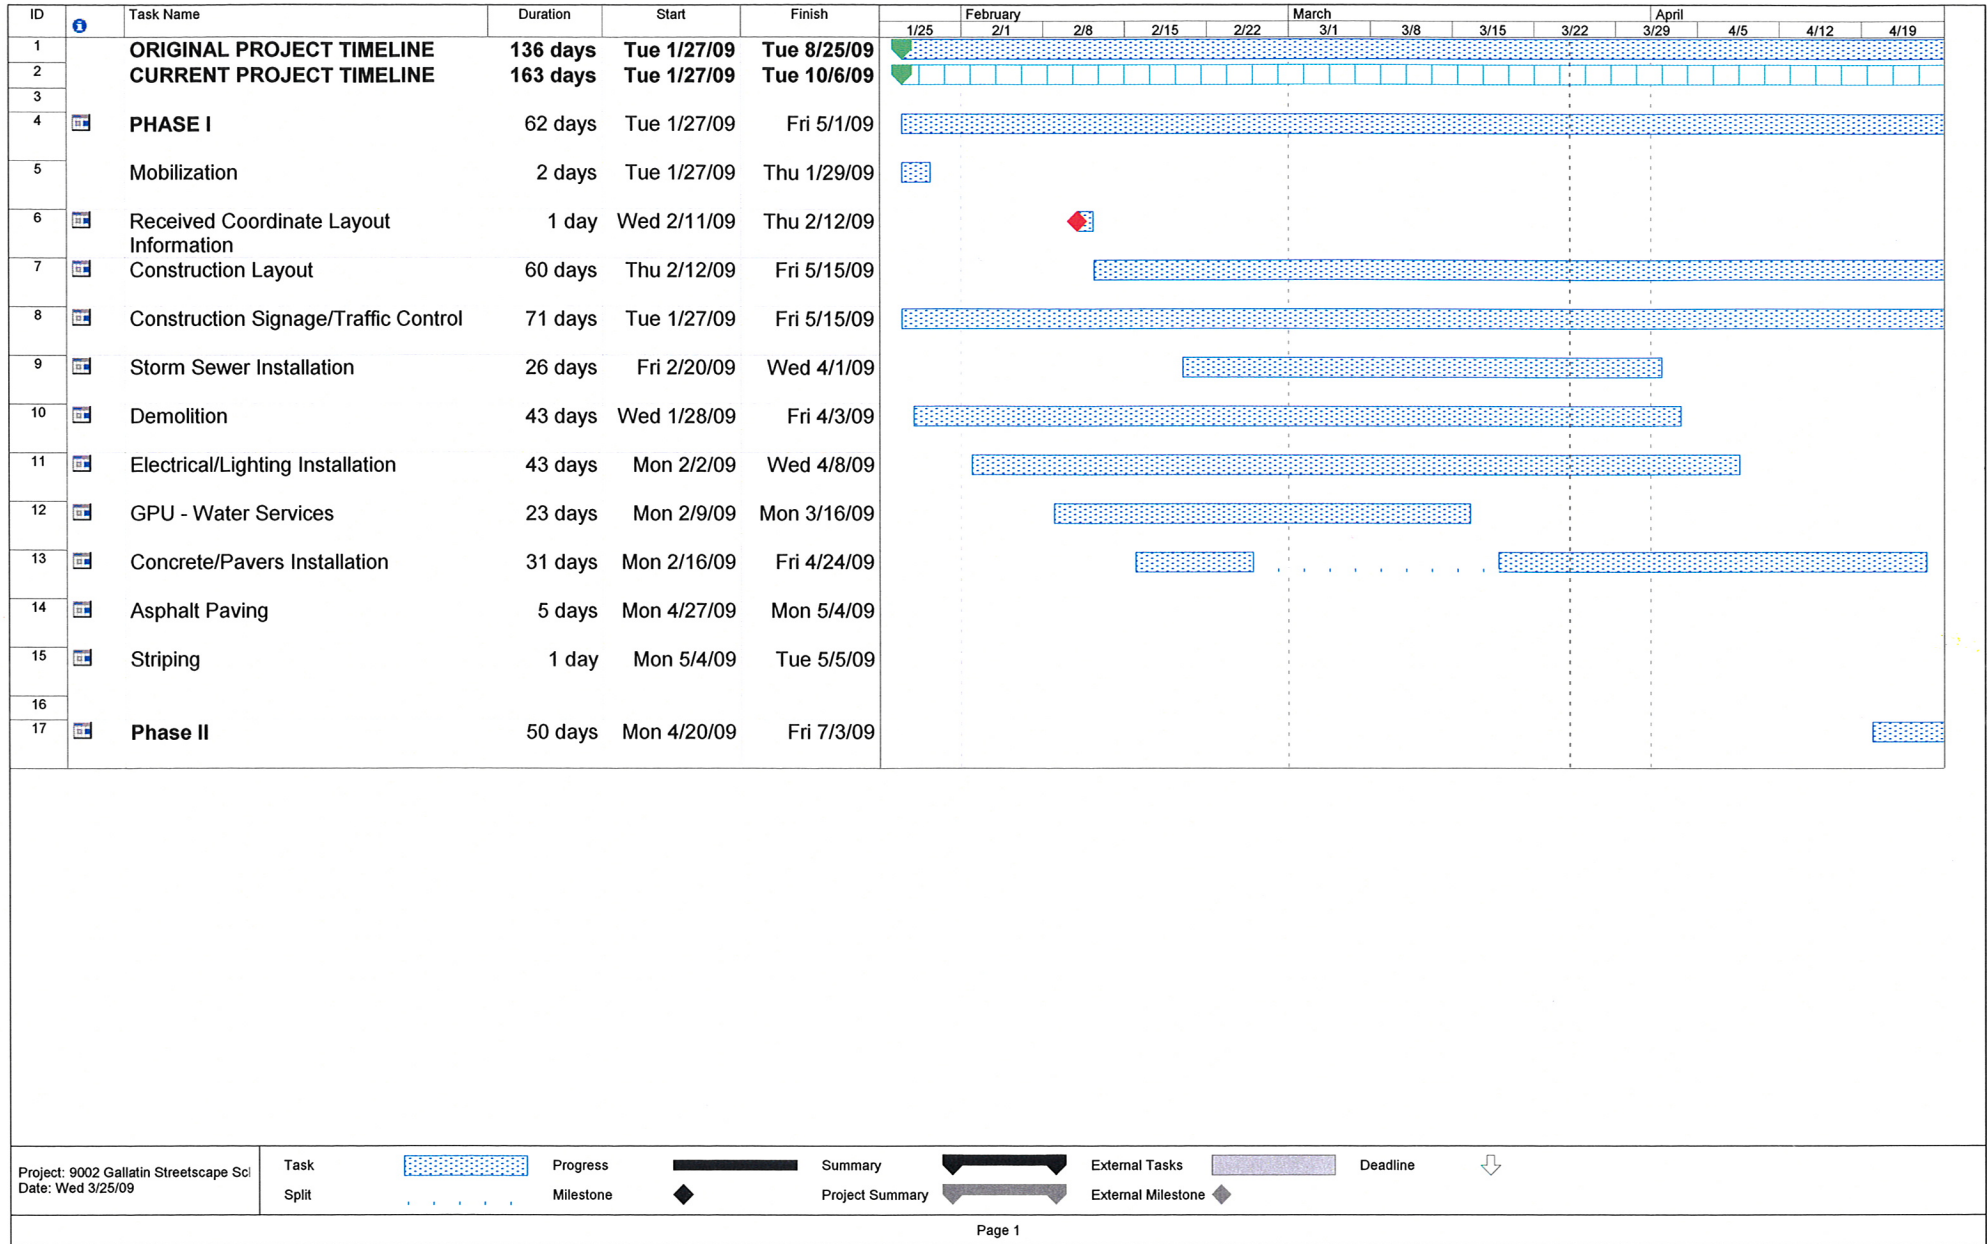 ID Task Name Duration Start Finish February March April
1/25 2/1 2/8 2/15 2/22 3/1 3/8 3/15 3/22 3/29 4/5 4/12 4/19
1 ORIGINAL PROJECT TIMELINE 136 days Tue 1/27/09 Tue 8/25/09
2 CURRENT PROJECT TIMELINE 163 days Tue 1/27/09 Tue 10/6/09
3
4 PHASE I 62 days Tue 1/27/09 Fri 5/1/09
5 Mobilization 2 days Tue 1/27/09 Thu 1/29/09
6 Received Coordinate Layout 1 day Wed 2/11/09 Thu 2/12/09
Information
7 Construction Layout 60 days Thu 2/12/09 Fri 5/15/09
8 Construction Signage/Traffic Control 71 days Tue 1/27/09 Fri 5/15/09
9 Storm Sewer Installation 26 days Fri 2/20/09 Wed 4/1/09
10 Demolition 43 days Wed 1/28/09 Fri 4/3/09
11 Electrical/Lighting Installation 43 days Mon 2/2/09 Wed 4/8/09
12 GPU - Water Services 23 days Mon 2/9/09 Mon 3/16/09
13 Concrete/Pavers Installation 31 days Mon 2/16/09 Fri 4/24/09
14 Asphalt Paving 5 days Mon 4/27/09 Mon 5/4/09
15 Striping 1 day Mon 5/4/09 Tue 5/5/09
16
17 Phase II 50 days Mon 4/20/09 Fri 7/3/09
Project: 9002 Gallatin Streetscape Scl
Date: Wed 3/25/09
Task Progress Summary External Tasks Deadline
Split Milestone Project Summary External Milestone
Page 1